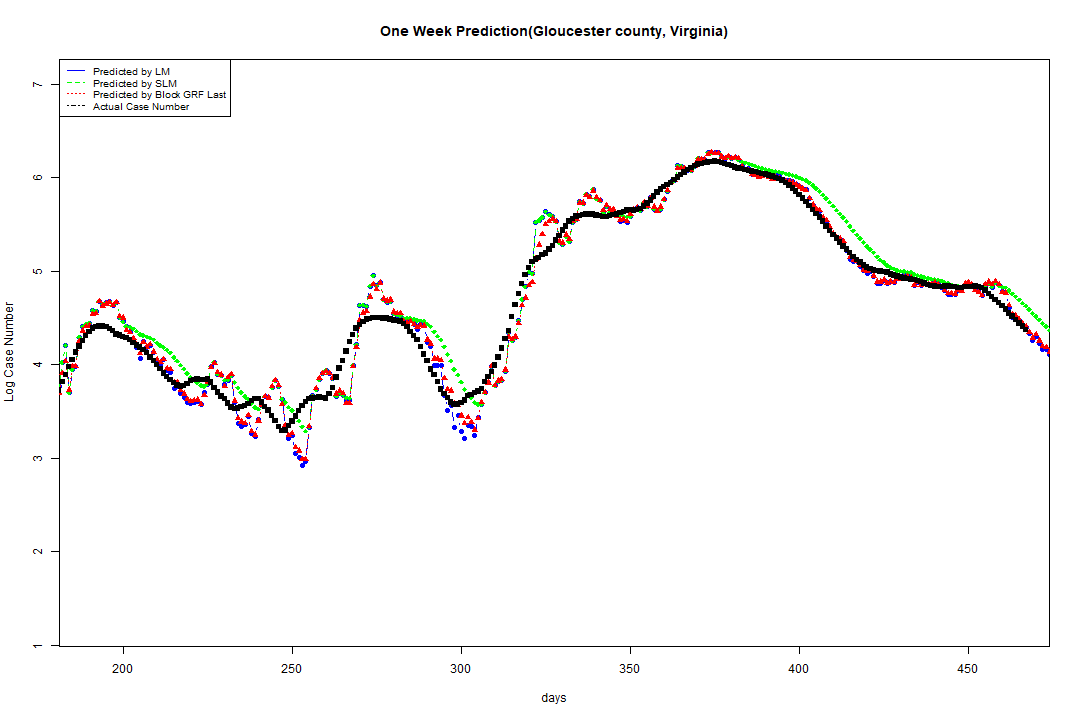 One Week Prediction(Gloucester county, Virginia)
Predicted by LM
Predicted by SLM
Predicted by Block GRF Last
Actual Case Number
7
6
5
4
3
2
1
Log Case Number
200 250 300 350 400 450
days